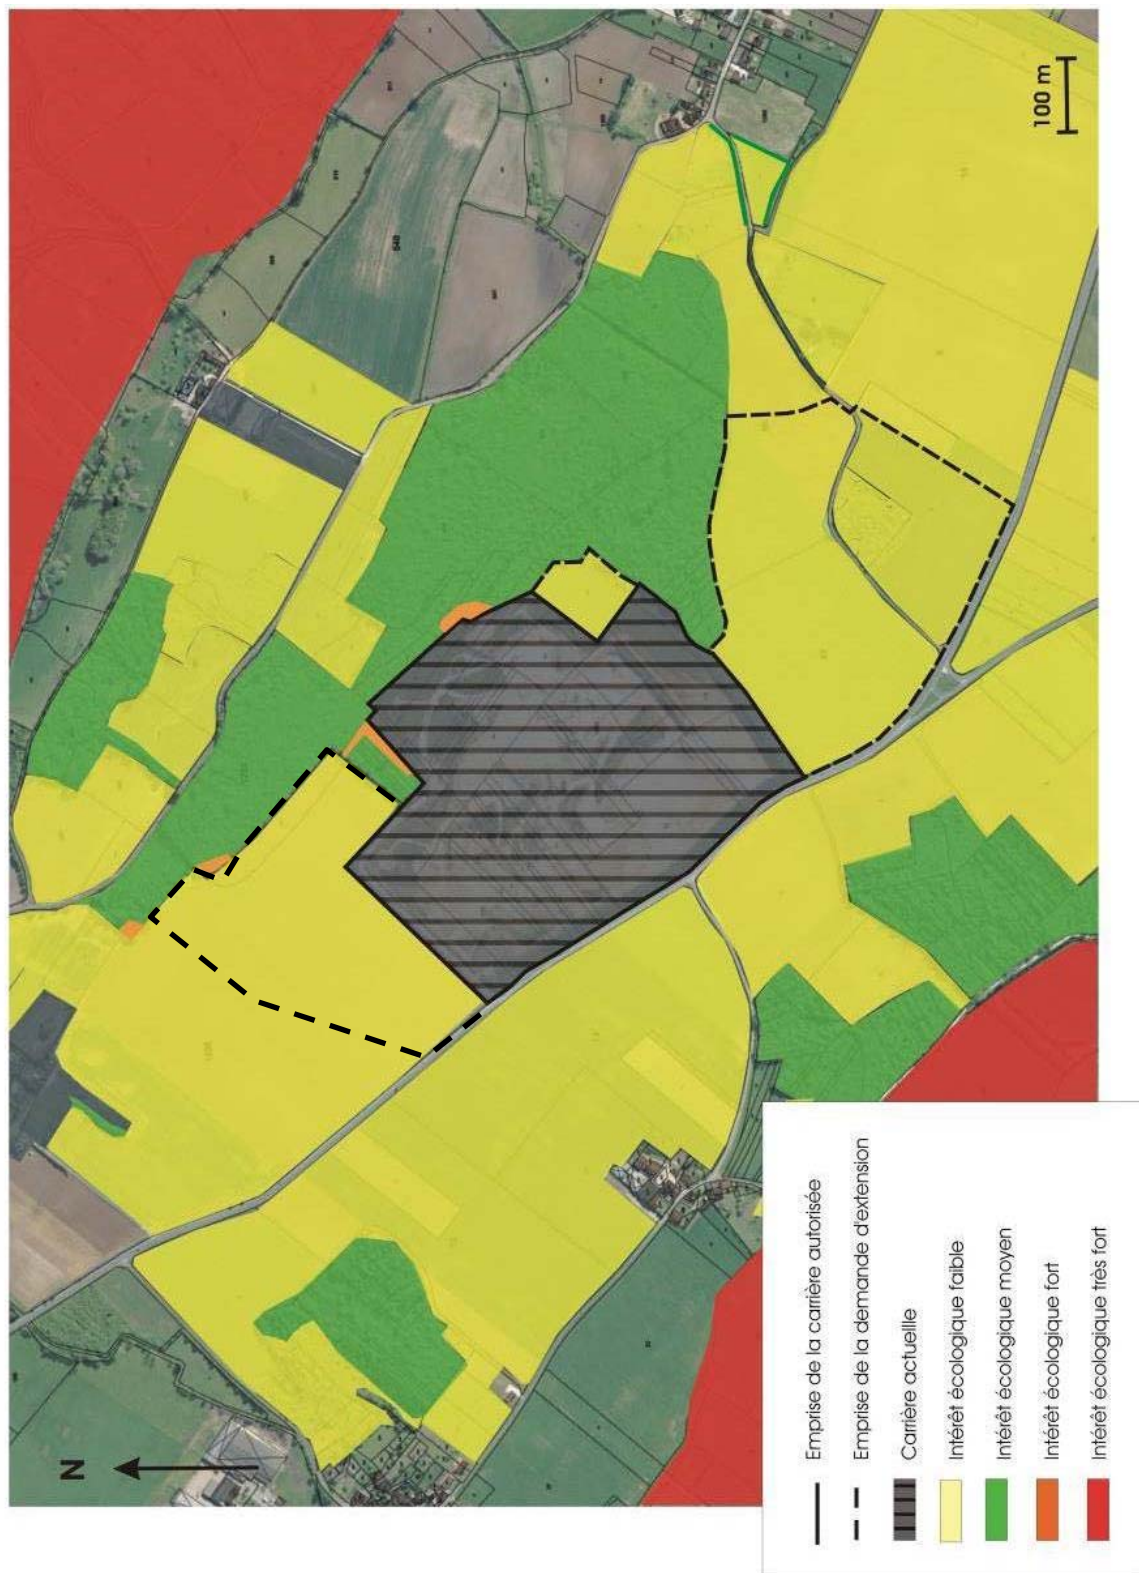 100 m
N
Emprise de la carrière autorisée
Emprise de la demande d'extension
Carrière actuelle
Intérêt écologique faible
Intérêt écologique moyen
Intérêt écologique fort
Intérêt écologique très fort